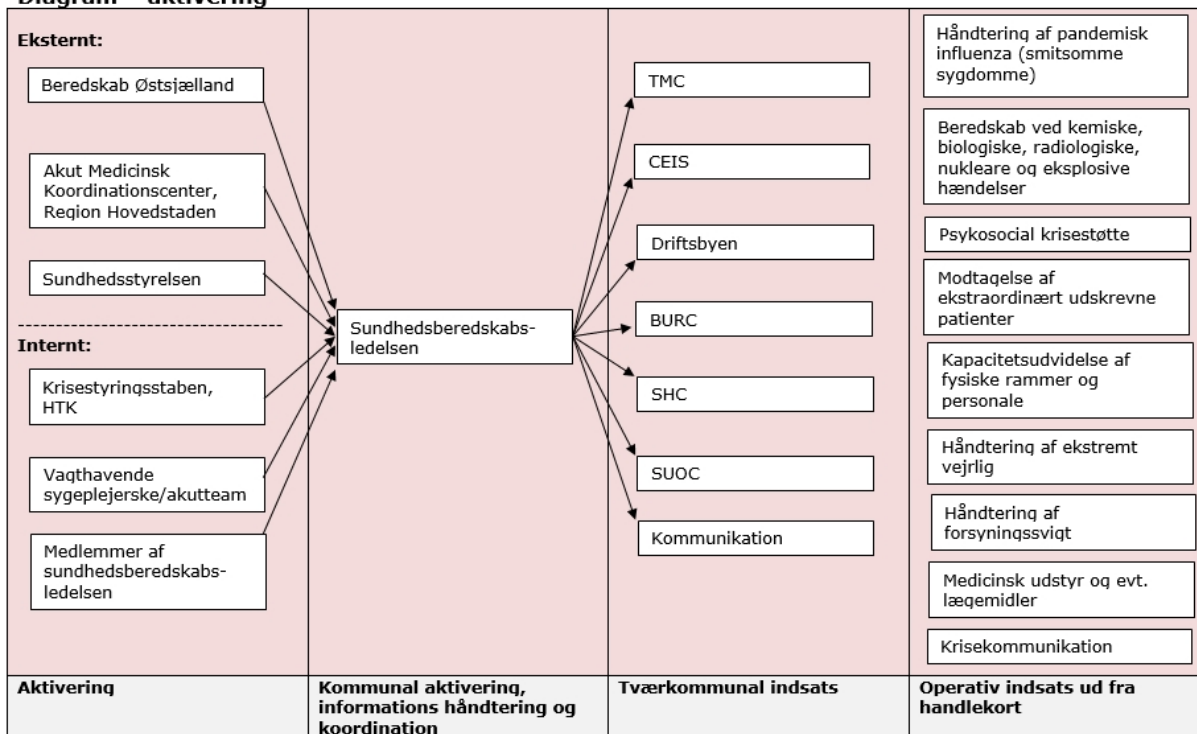 Diagram – aktivering
Eksternt:
Beredskab Østsjælland
Akut Medicinsk
Koordinationscenter,
Region Hovedstaden
Sundhedsstyrelsen
Internt:
Krisestyringsstaben,
HTK
Vagthavende
sygeplejerske/akutteam
Medlemmer af
sundhedsberedskabs-
ledelsen
Aktivering
Sundhedsberedskabs-
ledelsen
Kommunal aktivering,
informations håndtering og
koordination
TMC
CEIS
Driftsbyen
BURC
SHC
SUOC
Kommunikation
Tværkommunal indsats
Håndtering af pandemisk
influenza (smitsomme
sygdomme)
Beredskab ved kemiske,
biologiske, radiologiske,
nukleare og eksplosive
hændelser
Psykosocial krisestøtte
Modtagelse af
ekstraordinært udskrevne
patienter
Kapacitetsudvidelse af
fysiske rammer og
personale
Håndtering af ekstremt
vejrlig
Håndtering af
forsyningssvigt
Medicinsk udstyr og evt.
lægemidler
Krisekommunikation
Operativ indsats ud fra
handlekort